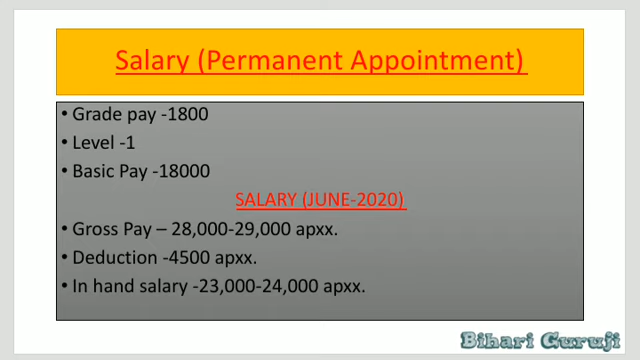 Salary (Permanent Appointment)
• Grade pay -1800
• Level -1
• Basic Pay -18000
SALARY (JUNE-2020)
• Gross Pay – 28,000-29,000 apxx.
• Deduction -4500 apxx.
• In hand salary -23,000-24,000 apxx.
Bihari Guruji